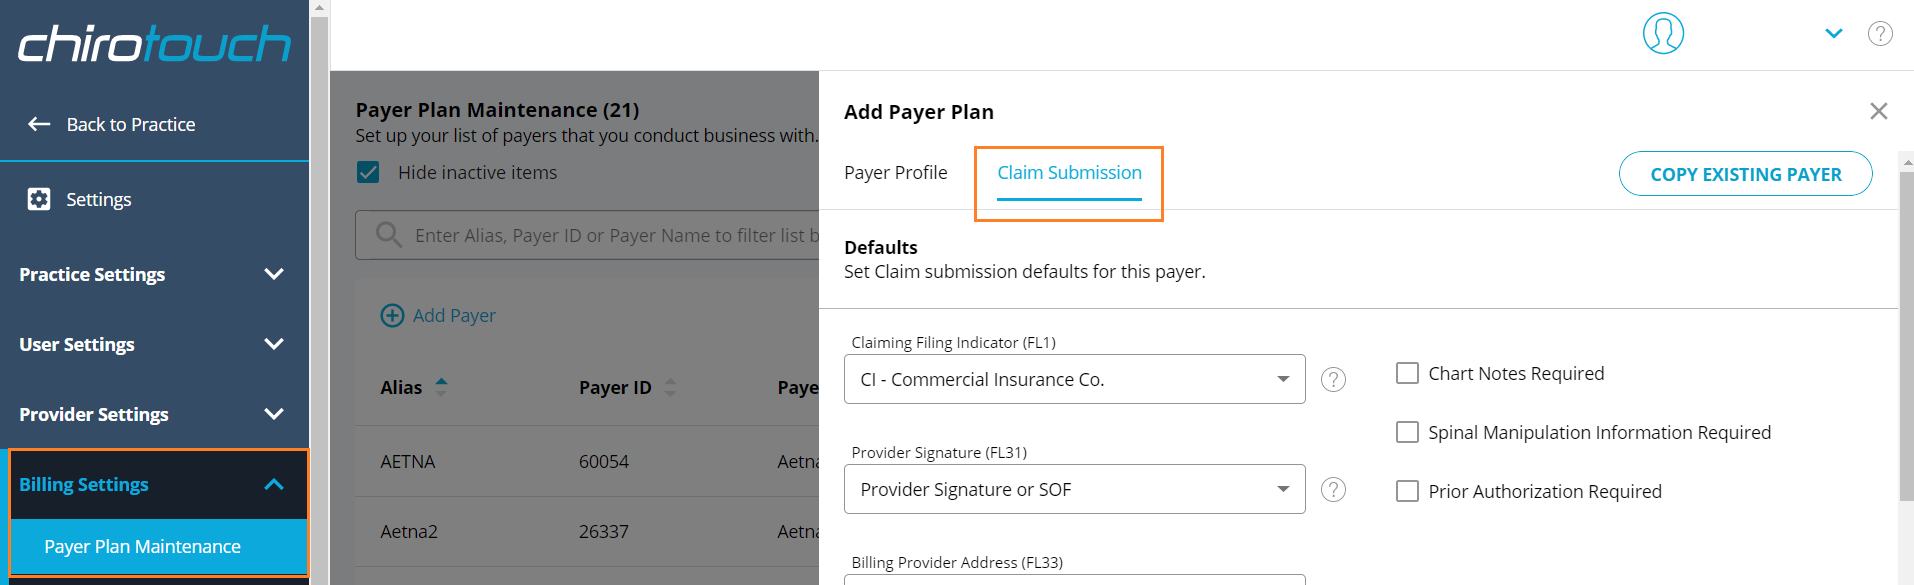 chirotouch
Back to Practice
Settings
Practice Settings
User Settings
Provider Settings
Billing Settings
Payer Plan Maintenance
?
Payer Plan Maintenance (21)
Set up your list of payers that you conduct business with.
Hide inactive items
Enter Alias, Payer ID or Payer Name to filter list b
Add Payer
Alias Payer ID Paye
AETNA 60054 Aetna
Aetna2 26337 Aetna
Add Payer Plan
Payer Profile Claim Submission COPY EXISTING PAYER
Defaults
Set Claim submission defaults for this payer.
Claiming Filing Indicator (FL1)
CI - Commercial Insurance Co. ?
Provider Signature (FL31)
Provider Signature or SOF ?
Billing Provider Address (FL33)
Chart Notes Required
Spinal Manipulation Information Required
Prior Authorization Required